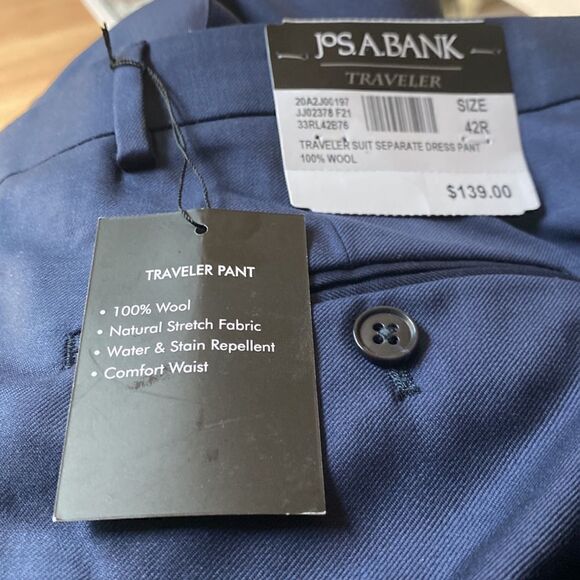 JOS. A. BANK
TRAVELER
20A2J00197
JJ02378 F21
33RL42B76
SIZE
42R
TRAVELER SUIT SEPARATE DRESS PANT
100% WOOL
$139.00
TRAVELER PANT
• 100% Wool
• Natural Stretch Fabric
• Water & Stain Repellent
• Comfort Waist